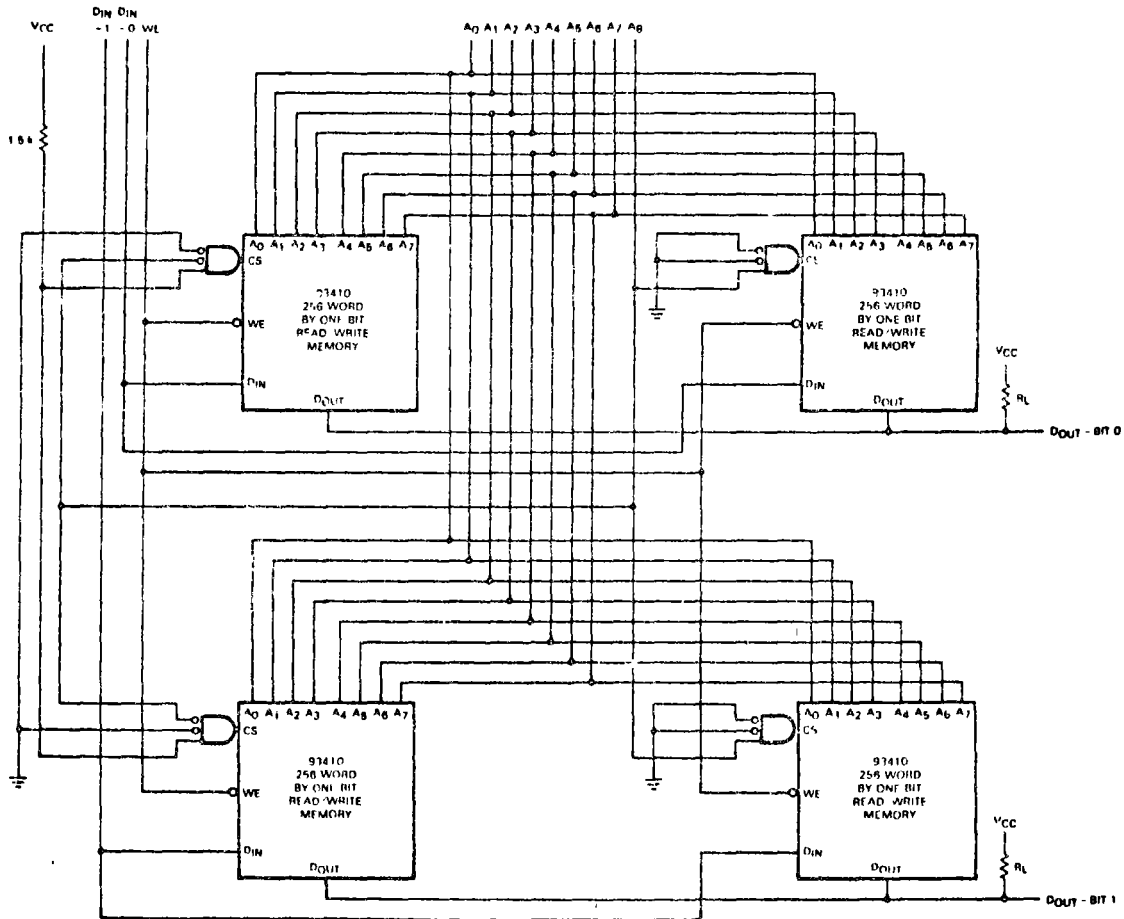 VCC
DIN -1
DIN -0
WE
A0 A1 A2 A3 A4 A5 A6 A7 A8
A0 A1 A2 A3 A4 A5 A6 A7
CS
93410
256 WORD
BY ONE BIT
READ/WRITE
MEMORY
WE
DIN
DOUT
A0 A1 A2 A3 A4 A5 A6 A7
CS
93410
256 WORD
BY ONE BIT
READ/WRITE
MEMORY
WE
DIN
DOUT
VCC
RL
DOUT - BIT 0
A0 A1 A2 A3 A4 A5 A6 A7
CS
93410
256 WORD
BY ONE BIT
READ/WRITE
MEMORY
WE
DIN
DOUT
A0 A1 A2 A3 A4 A5 A6 A7
CS
93410
256 WORD
BY ONE BIT
READ/WRITE
MEMORY
WE
DIN
DOUT
VCC
RL
DOUT - BIT 1